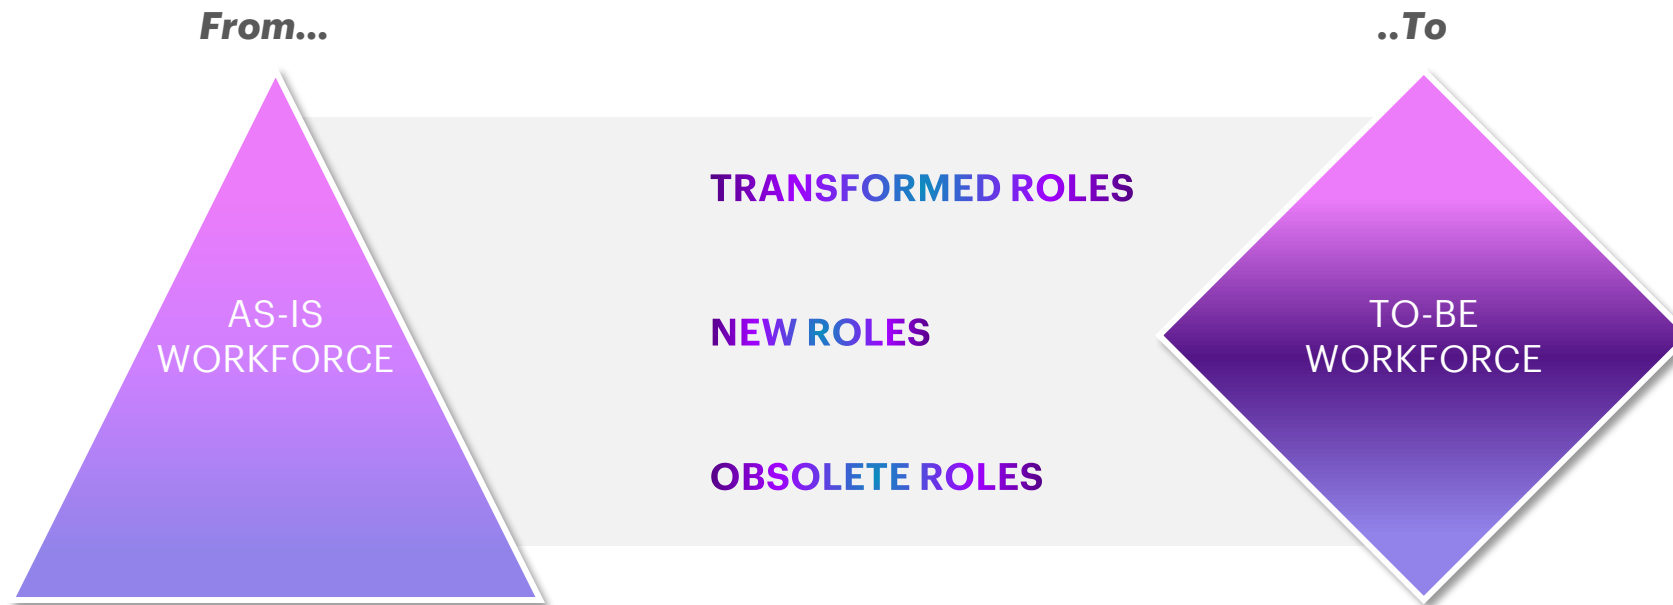 From...
..To
TRANSFORMED ROLES
AS-IS
WORKFORCE
NEW ROLES
TO-BE
WORKFORCE
OBSOLETE ROLES